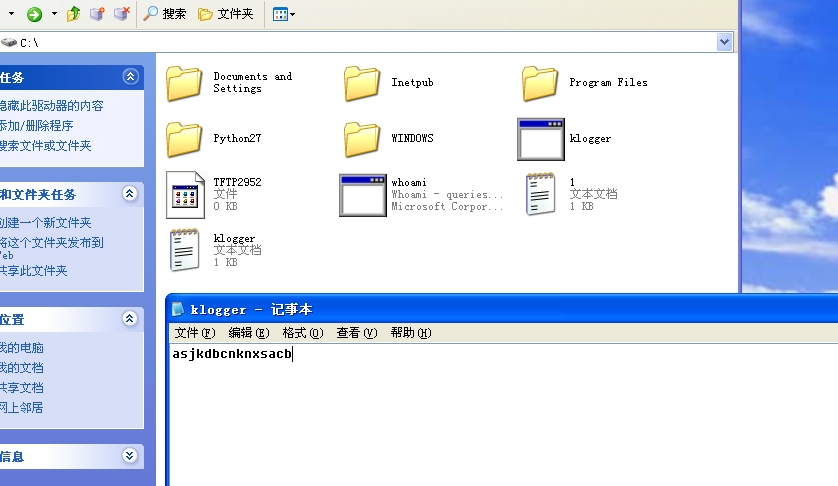 搜索 文件夹
C:\
任务
隐藏此驱动器的内容
添加/删除程序
搜索文件或文件夹
和文件夹任务
创建一个新文件夹
将这个文件夹发布到
Web
共享此文件夹
位置
我的电脑
我的文档
共享文档
网上邻居
信息
Documents and
Settings
Inetpub
Program Files
Python27
WINDOWS
klogger
TFTP2952
文件
0 KB
whoami
Whoami - queries...
Microsoft Corpor...
1
文本文档
1 KB
klogger
文本文档
1 KB
klogger - 记事本
文件(F) 编辑(E) 格式(O) 查看(V) 帮助(H)
asjkdbcnknxsacb